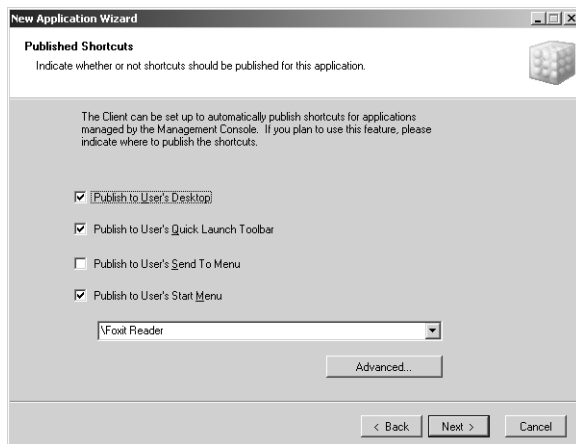 New Application Wizard
Published Shortcuts
Indicate whether or not shortcuts should be published for this application.
The Client can be set up to automatically publish shortcuts for applications
managed by the Management Console. If you plan to use this feature, please
indicate where to publish the shortcuts.
Publish to User's Desktop
Publish to User's Quick Launch Toolbar
Publish to User's Send To Menu
Publish to User's Start Menu
\Foxit Reader
Advanced...
< Back Next > Cancel